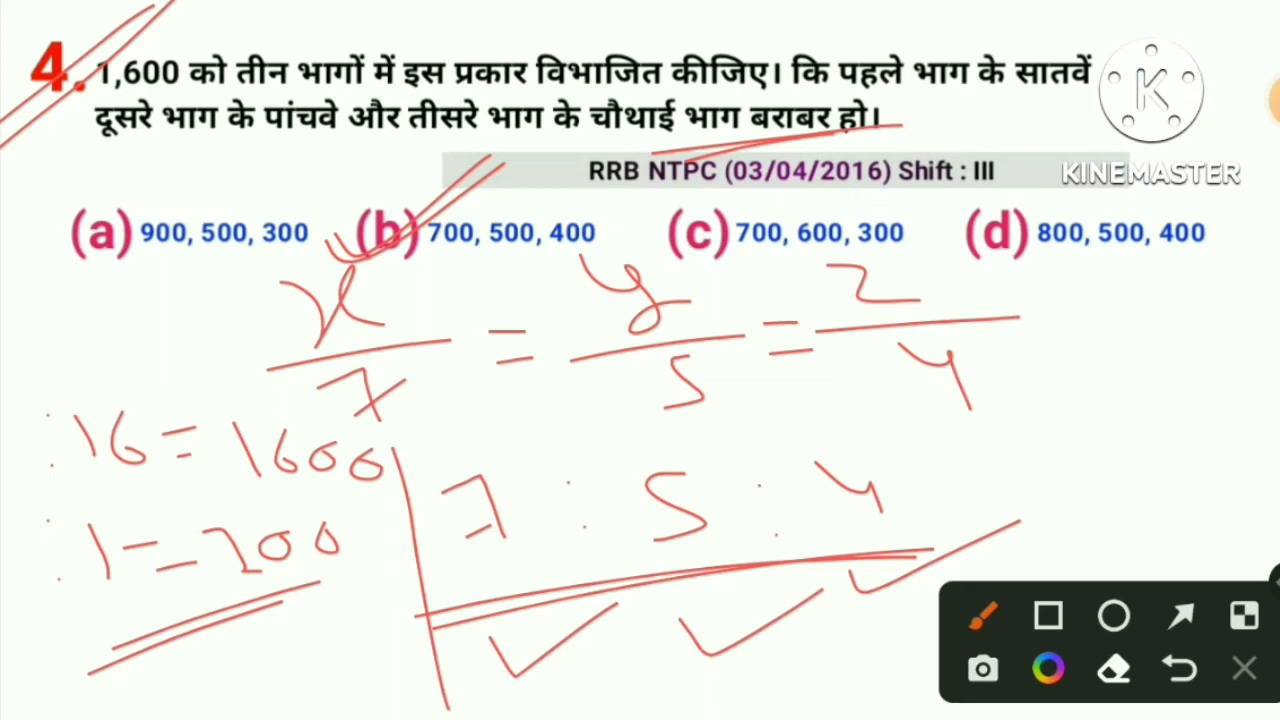 4. 1,600 को तीन भागों में इस प्रकार विभाजित कीजिए। कि पहले भाग के सातवें
दूसरे भाग के पांचवे और तीसरे भाग के चौथाई भाग बराबर हो।
RRB NTPC (03/04/2016) Shift : III
K
KINEMASTER
(a) 900, 500, 300 (b) 700, 500, 400 (c) 700, 600, 300 (d) 800, 500, 400
x/7 = y/5 = z/4
16 = 1600
7 : 5 : 4
1 = 100